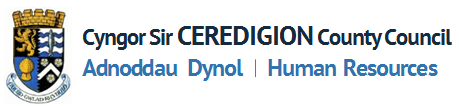 Cyngor Sir CEREDIGION County Council
Adnoddau Dynol | Human Resources